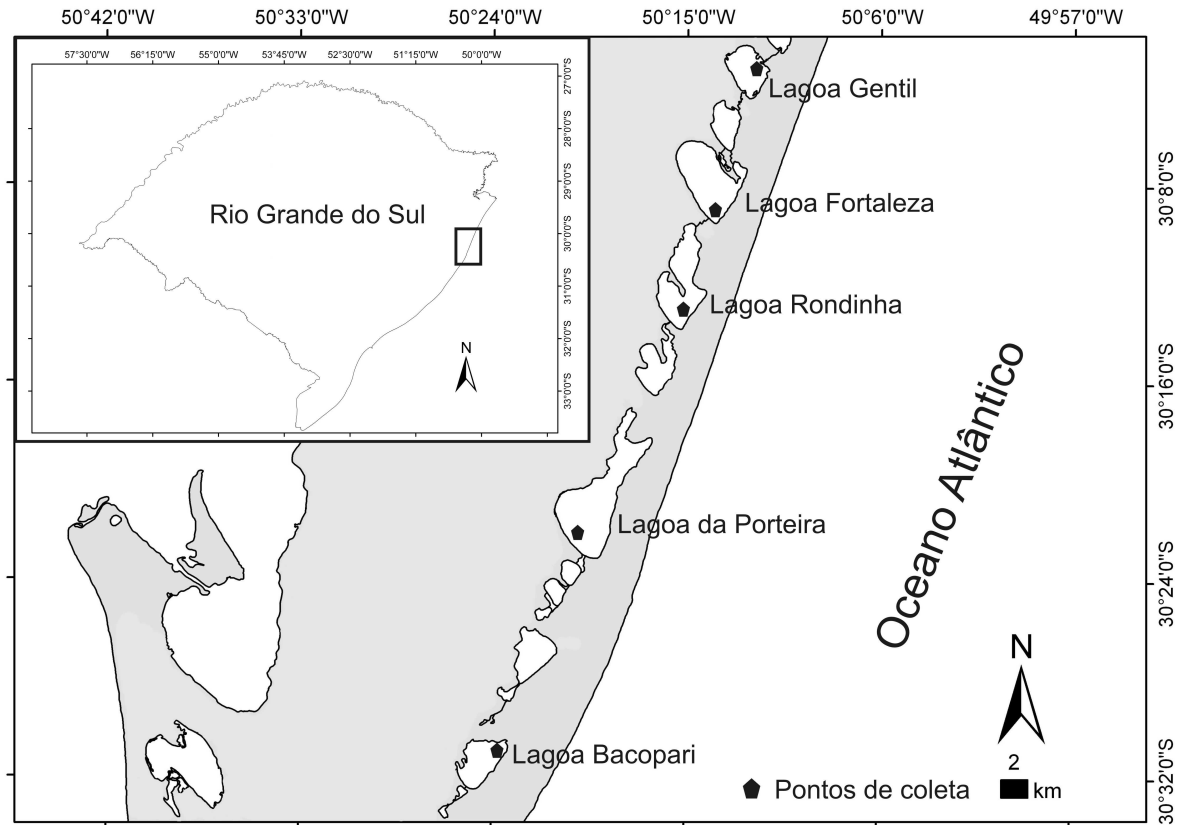 50°42'0"W 50°33'0"W 50°24'0"W 50°15'0"W 50°6'0"W 49°57'0"W
57°30'0"W 56°15'0"W 55°0'0"W 53°45'0"W 52°30'0"W 51°15'0"W 50°0'0"W
27°0'0"S
28°0'0"S
29°0'0"S
30°0'0"S
31°0'0"S
32°0'0"S
33°0'0"S
Rio Grande do Sul
N
Lagoa Gentil
Lagoa Fortaleza
Lagoa Rondinha
Lagoa da Porteira
Lagoa Bacopari
Oceano Atlântico
30°8'0"S
30°16'0"S
30°24'0"S
30°32'0"S
N
2
km
Pontos de coleta